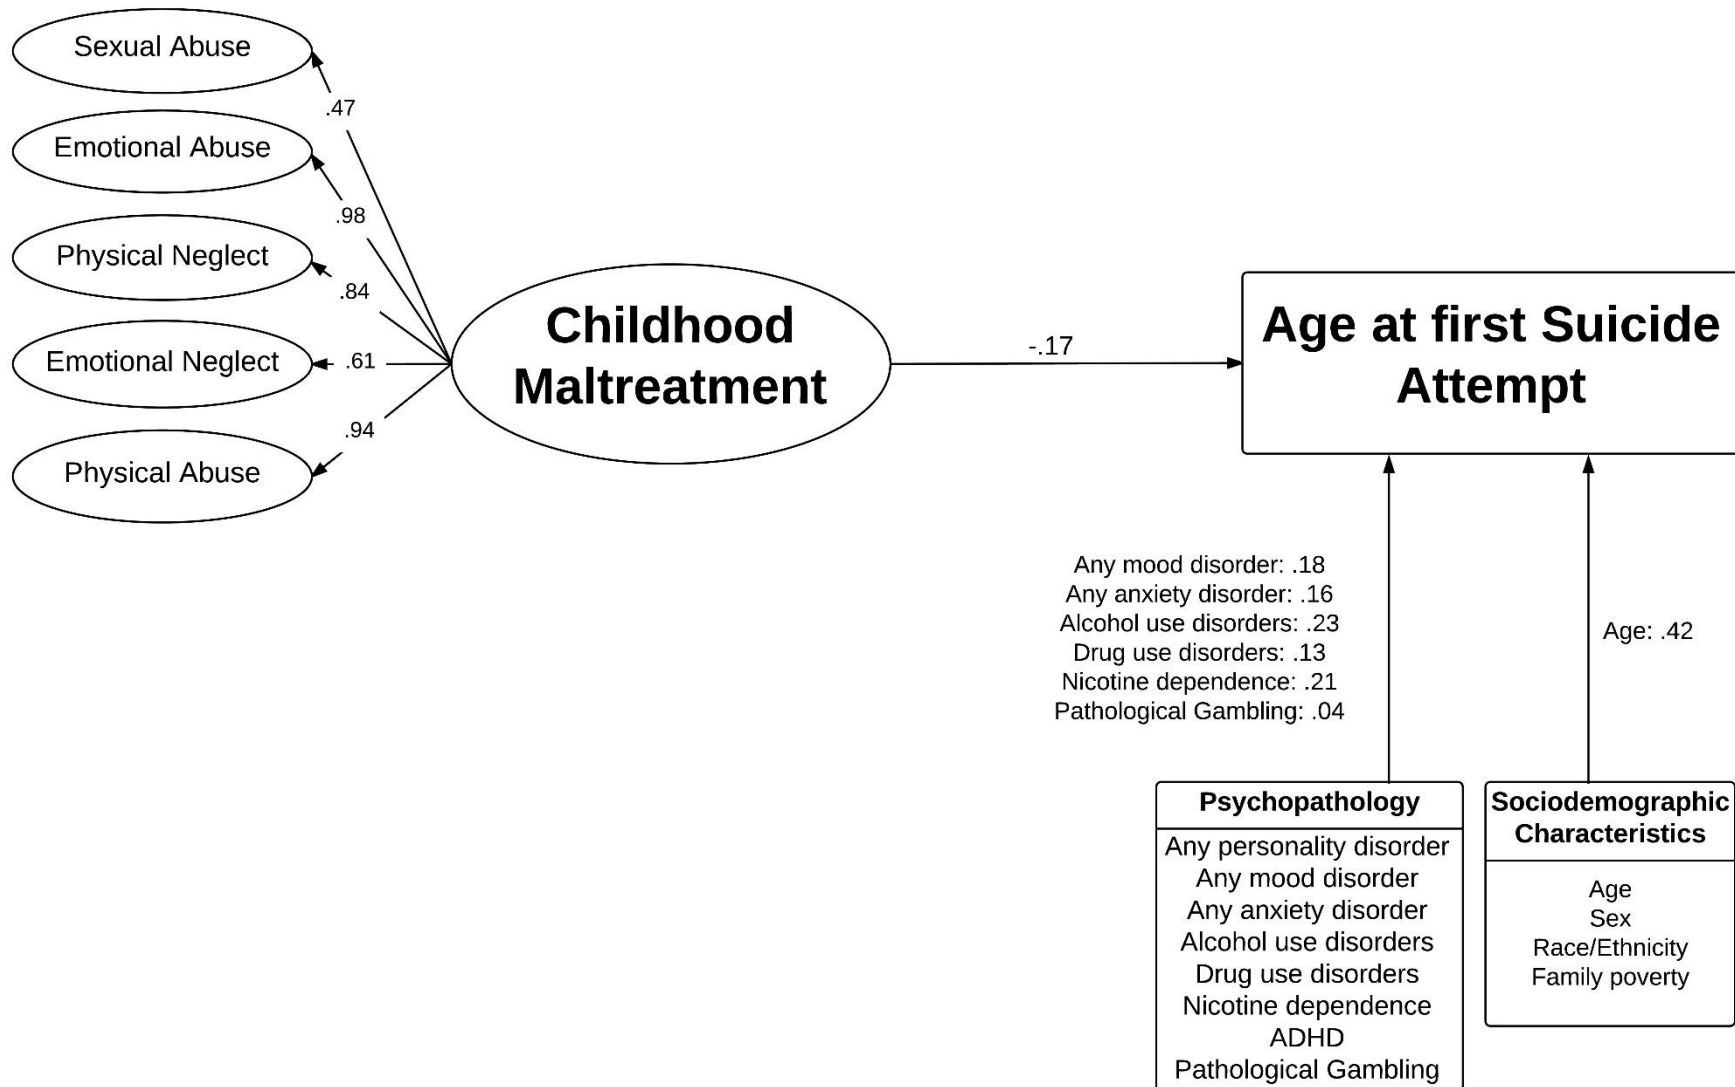 Sexual Abuse
Emotional Abuse
Physical Neglect
Emotional Neglect
Physical Abuse
.47
.98
.84
.61
.94
Childhood
Maltreatment
-.17
Age at first Suicide
Attempt
Any mood disorder: .18
Any anxiety disorder: .16
Alcohol use disorders: .23
Drug use disorders: .13
Nicotine dependence: .21
Pathological Gambling: .04
Age: .42
Psychopathology
Any personality disorder
Any mood disorder
Any anxiety disorder
Alcohol use disorders
Drug use disorders
Nicotine dependence
ADHD
Pathological Gambling
Sociodemographic
Characteristics
Age
Sex
Race/Ethnicity
Family poverty